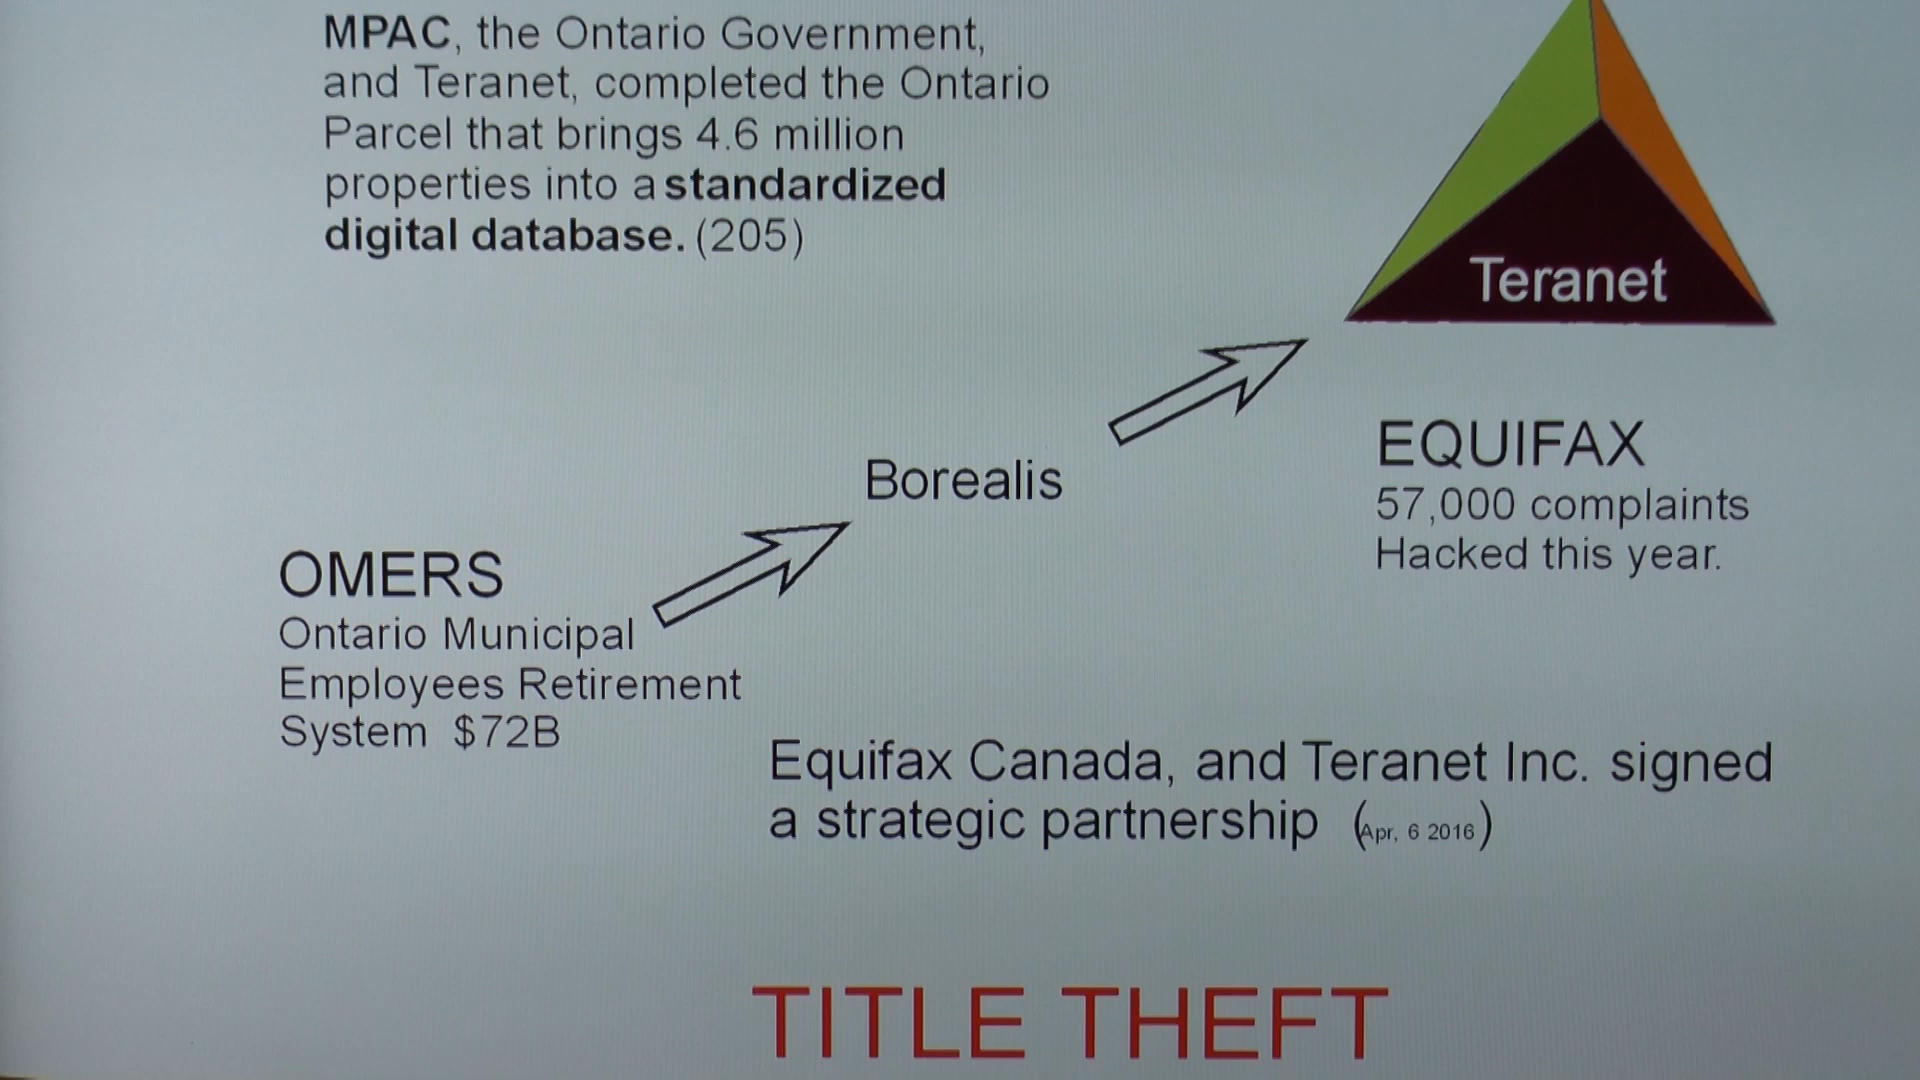 MPAC, the Ontario Government,
and Teranet, completed the Ontario
Parcel that brings 4.6 million
properties into a standardized
digital database. (205)
Teranet
Borealis
EQUIFAX
57,000 complaints
Hacked this year.
OMERS
Ontario Municipal
Employees Retirement
System $72B
Equifax Canada, and Teranet Inc. signed
a strategic partnership (Apr, 6 2016)
TITLE THEFT